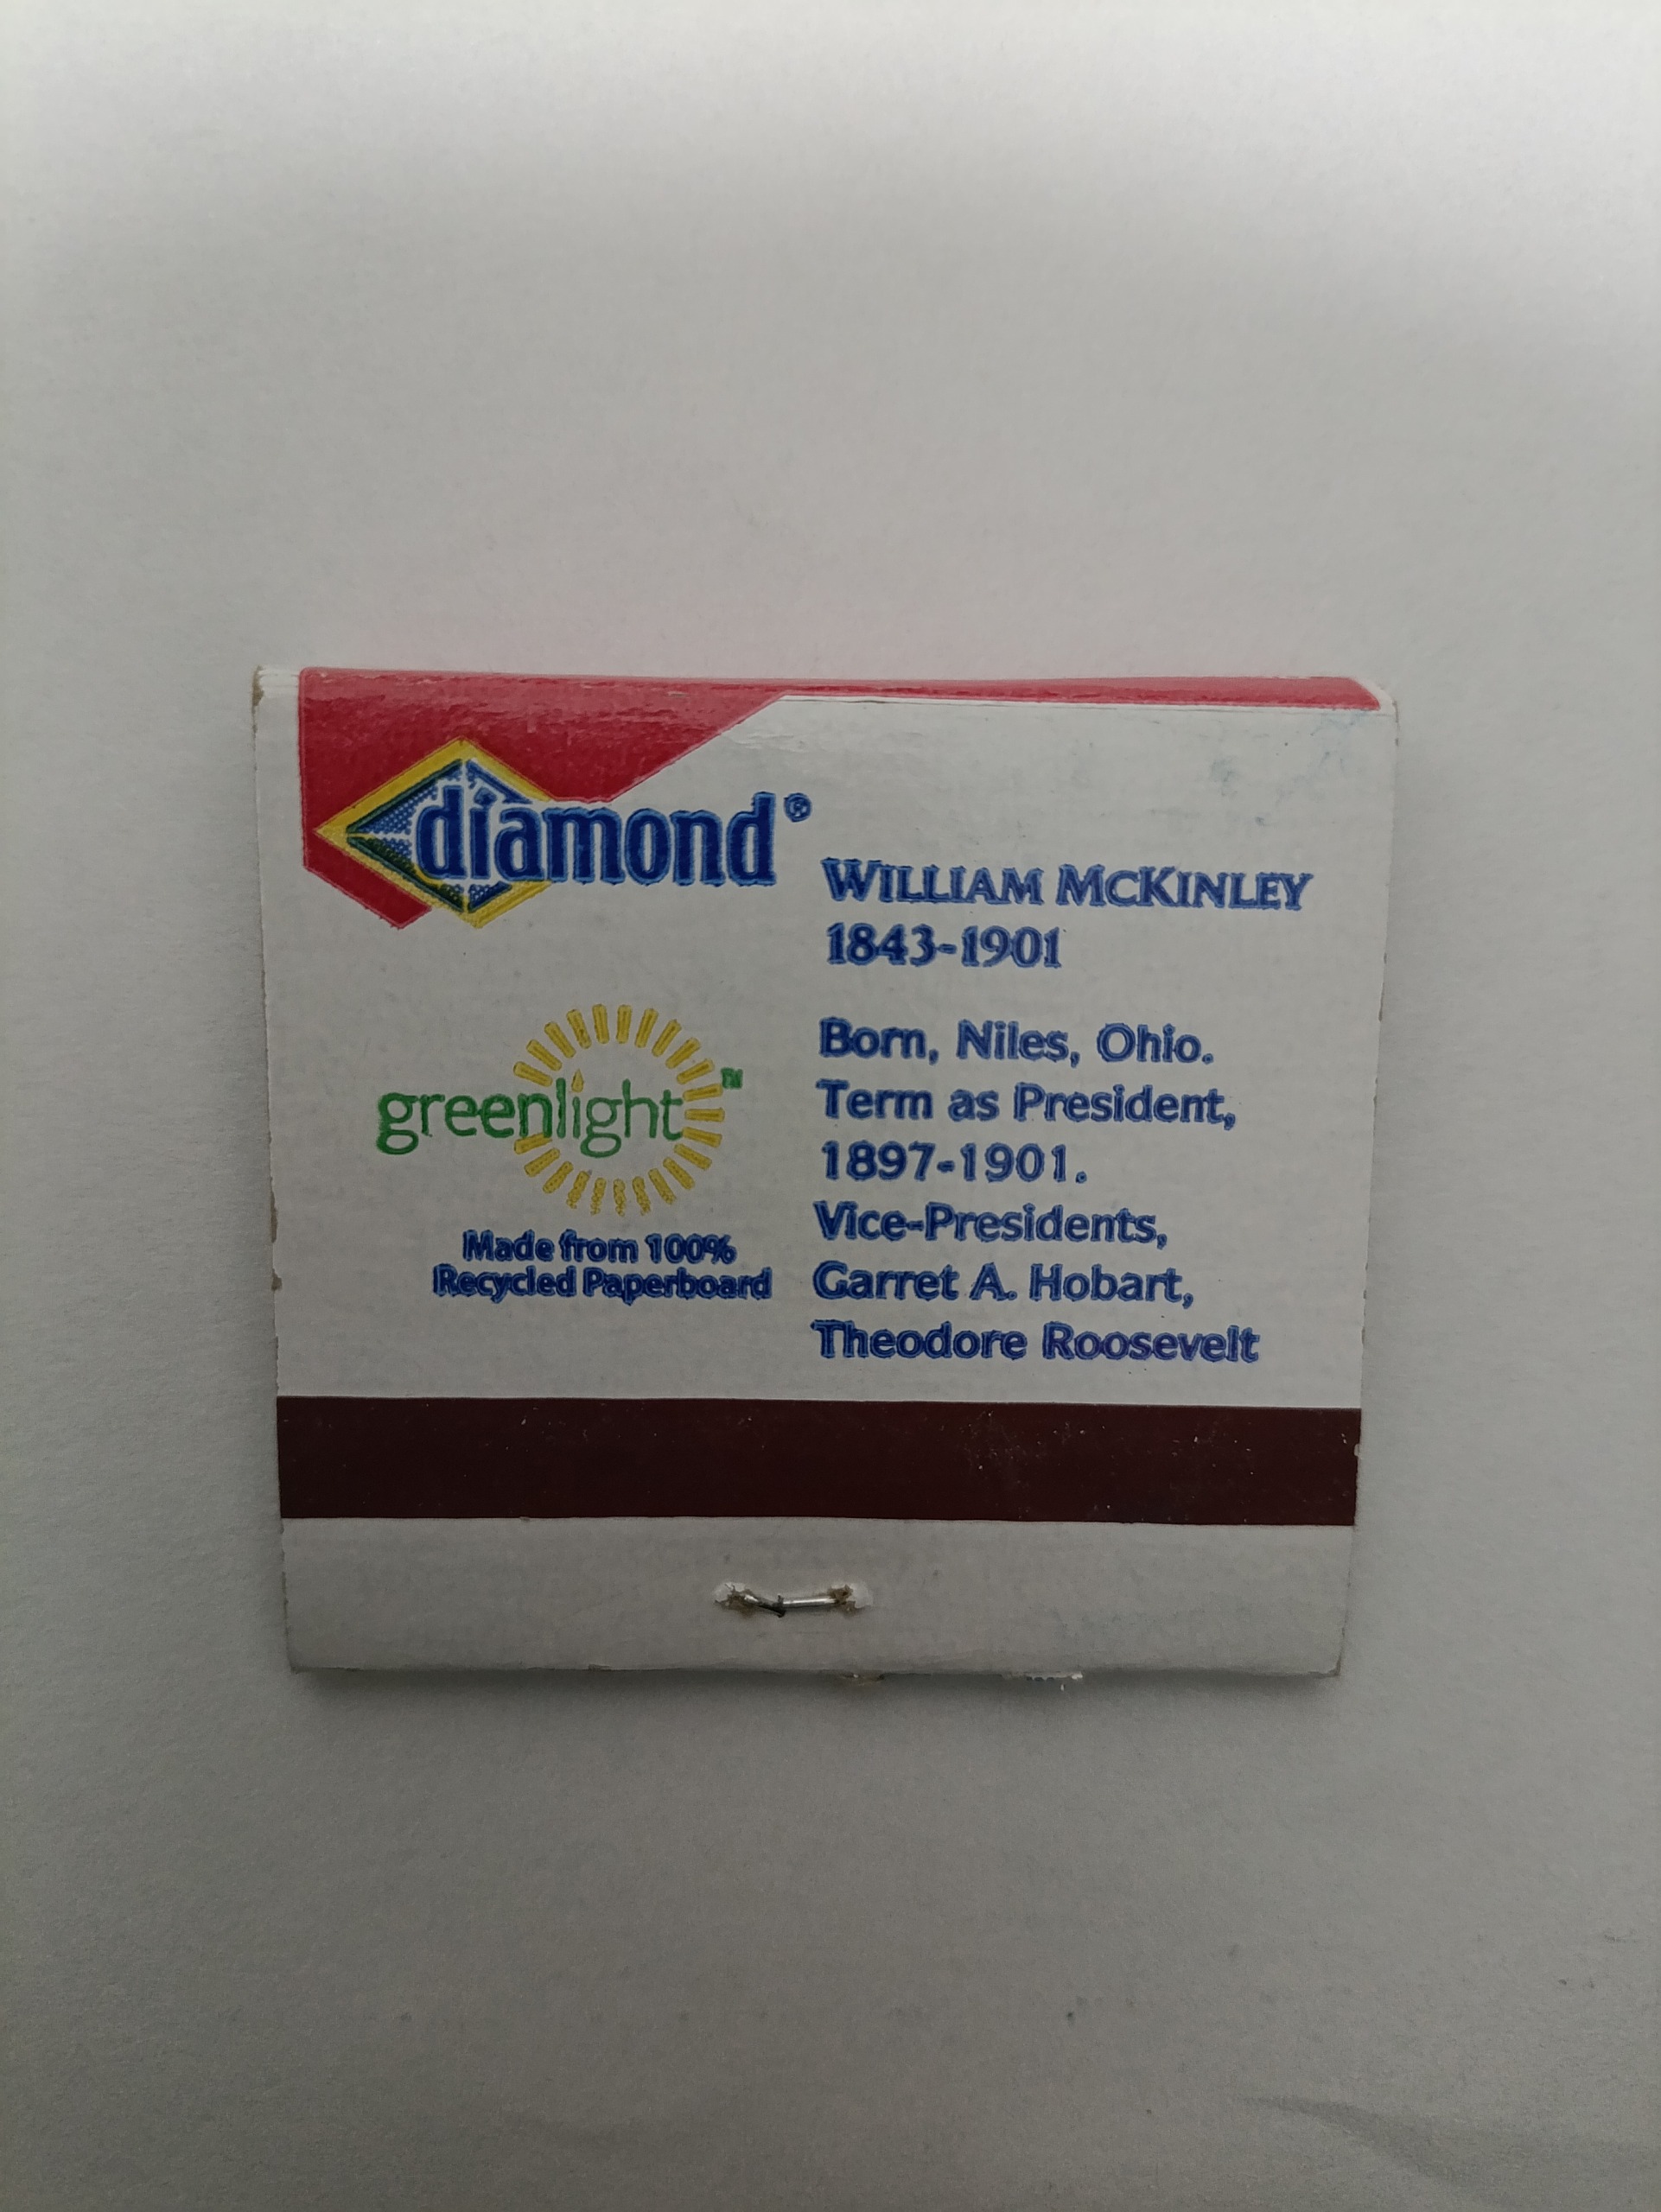 diamond®
greenlight™
Made from 100%
Recycled Paperboard
WILLIAM MCKINLEY
1843-1901
Born, Niles, Ohio.
Term as President,
1897-1901.
Vice-Presidents,
Garret A. Hobart,
Theodore Roosevelt